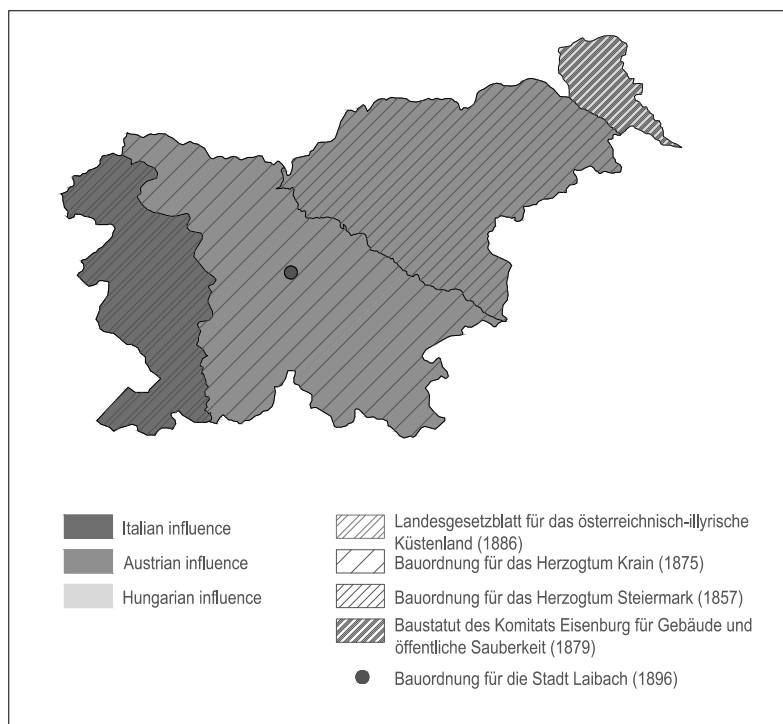 Italian influence
Austrian influence
Hungarian influence
Landesgesetzblatt für das österreichnisch-illyrische
Küstenland (1886)
Bauordnung für das Herzogtum Krain (1875)
Bauordnung für das Herzogtum Steiermark (1857)
Baustatut des Komitats Eisenburg für Gebäude und
öffentliche Sauberkeit (1879)
Bauordnung für die Stadt Laibach (1896)